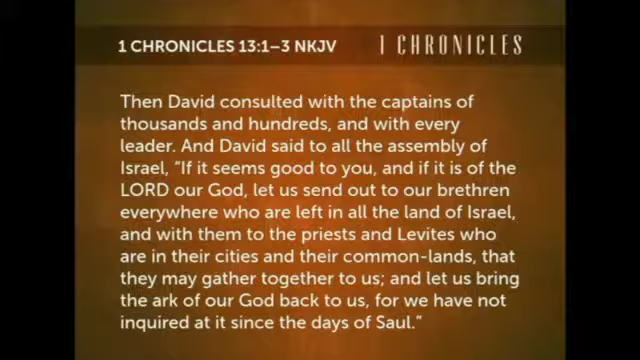 1 CHRONICLES 13:1–3 NKJV 1 CHRONICLES
Then David consulted with the captains of
thousands and hundreds, and with every
leader. And David said to all the assembly of
Israel, “If it seems good to you, and if it is of the
LORD our God, let us send out to our brethren
everywhere who are left in all the land of Israel,
and with them to the priests and Levites who
are in their cities and their common-lands, that
they may gather together to us; and let us bring
the ark of our God back to us, for we have not
inquired at it since the days of Saul.”